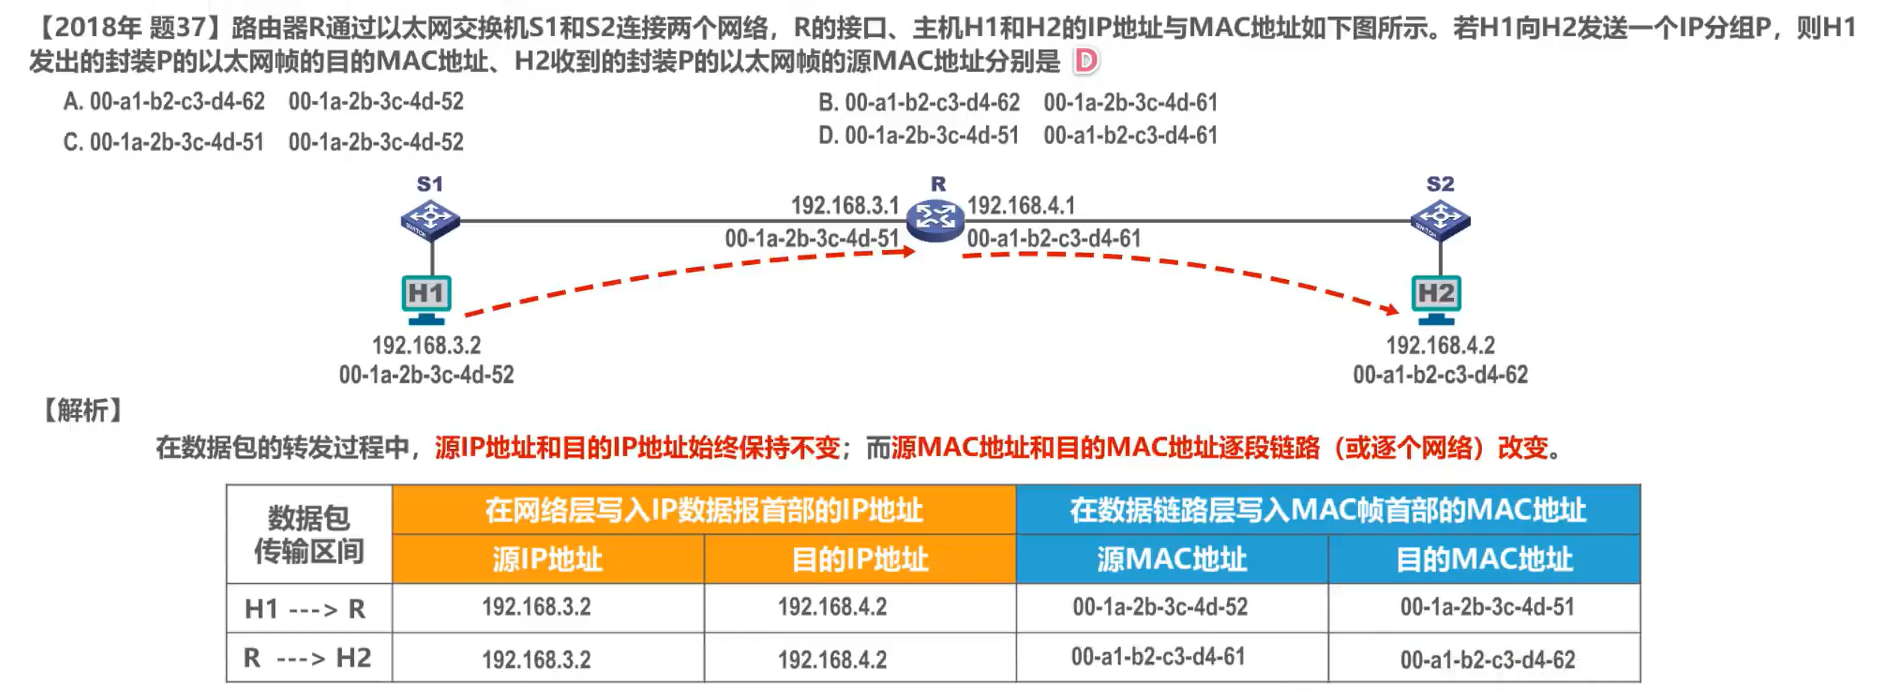 【2018年 题37】路由器R通过以太网交换机S1和S2连接两个网络，R的接口、主机H1和H2的IP地址与MAC地址如下图所示。若H1向H2发送一个IP分组P，则H1
发出的封装P的以太网帧的目的MAC地址、H2收到的封装P的以太网帧的源MAC地址分别是 D
A. 00-a1-b2-c3-d4-62 00-1a-2b-3c-4d-52
B. 00-a1-b2-c3-d4-62 00-1a-2b-3c-4d-61
C. 00-1a-2b-3c-4d-51 00-1a-2b-3c-4d-52
D. 00-1a-2b-3c-4d-51 00-a1-b2-c3-d4-61
S1
R
S2
192.168.3.1
192.168.4.1
00-1a-2b-3c-4d-51
00-a1-b2-c3-d4-61
SWITCH
SWITCH
H1
H2
192.168.3.2
00-1a-2b-3c-4d-52
192.168.4.2
00-a1-b2-c3-d4-62
【解析】
在数据包的转发过程中，源IP地址和目的IP地址始终保持不变；而源MAC地址和目的MAC地址逐段链路（或逐个网络）改变。
数据包
传输区间
在网络层写入IP数据报首部的IP地址
在数据链路层写入MAC帧首部的MAC地址
源IP地址
目的IP地址
源MAC地址
目的MAC地址
H1 ---> R
192.168.3.2
192.168.4.2
00-1a-2b-3c-4d-52
00-1a-2b-3c-4d-51
R ---> H2
192.168.3.2
192.168.4.2
00-a1-b2-c3-d4-61
00-a1-b2-c3-d4-62